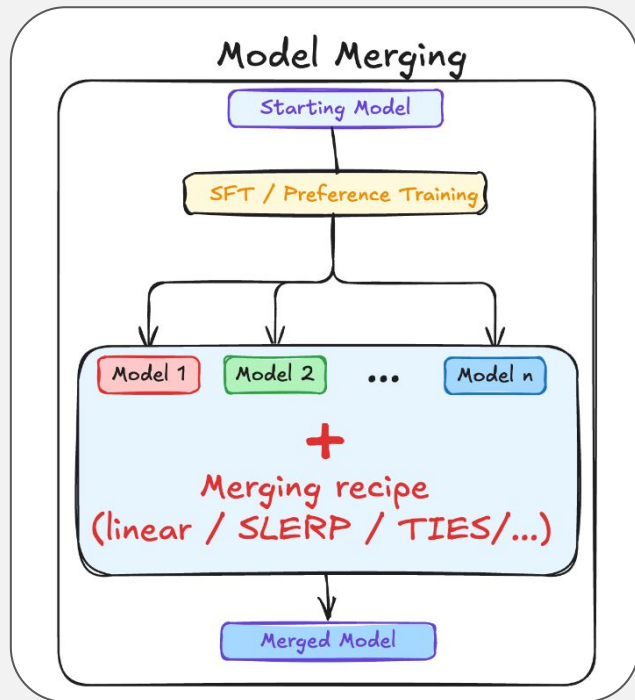 Model Merging
Starting Model
SFT / Preference Training
Model 1
Model 2
...
Model n
+
Merging recipe
(linear / SLERP / TIES/...)
Merged Model